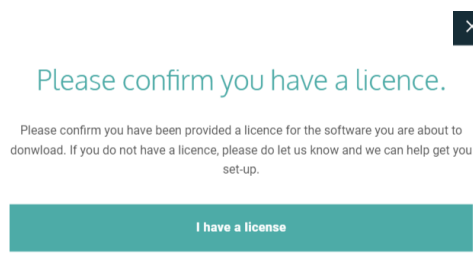 Please confirm you have a licence.
Please confirm you have been provided a licence for the software you are about to
donwload. If you do not have a licence, please do let us know and we can help get you
set-up.
I have a license